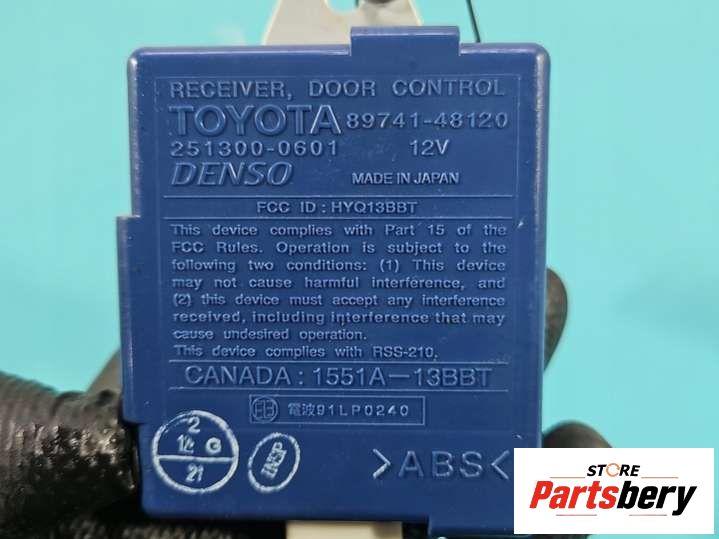 RECEIVER, DOOR CONTROL
TOYOTA 89741-48120
251300-0601 12V
DENSO MADE IN JAPAN
FCC ID : HYQ13BBT
This device complies with Part 15 of the
FCC Rules. Operation is subject to the
following two conditions: (1) This device
may not cause harmful interference, and
(2) this device must accept any interference
received, including interference that may
cause undesired operation.
This device complies with RSS-210.
CANADA : 1551A-13BBT
電波91LP0240
2
12 G
21
INSP
>ABS<
STORE
Partsbery